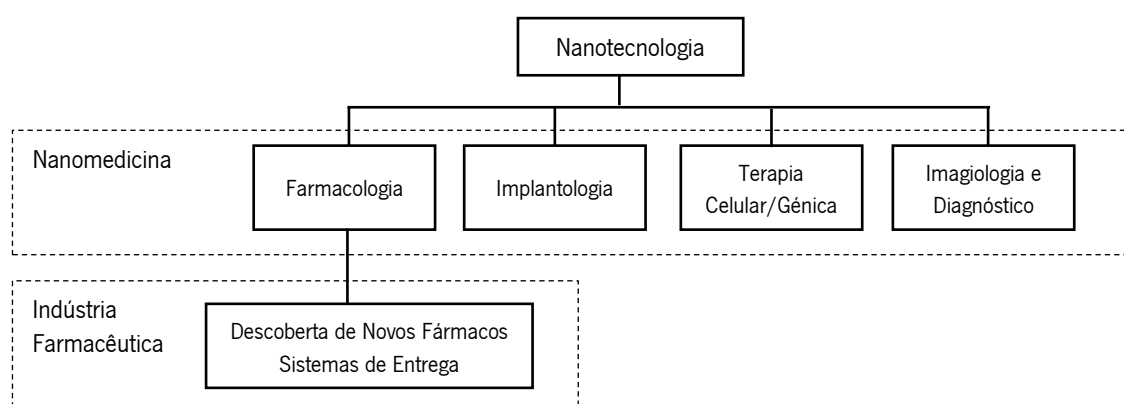 Nanotecnologia
Nanomedicina
Farmacologia
Implantologia
Terapia
Celular/Génica
Imagiologia e
Diagnóstico
Indústria
Farmacêutica
Descoberta de Novos Fármacos
Sistemas de Entrega